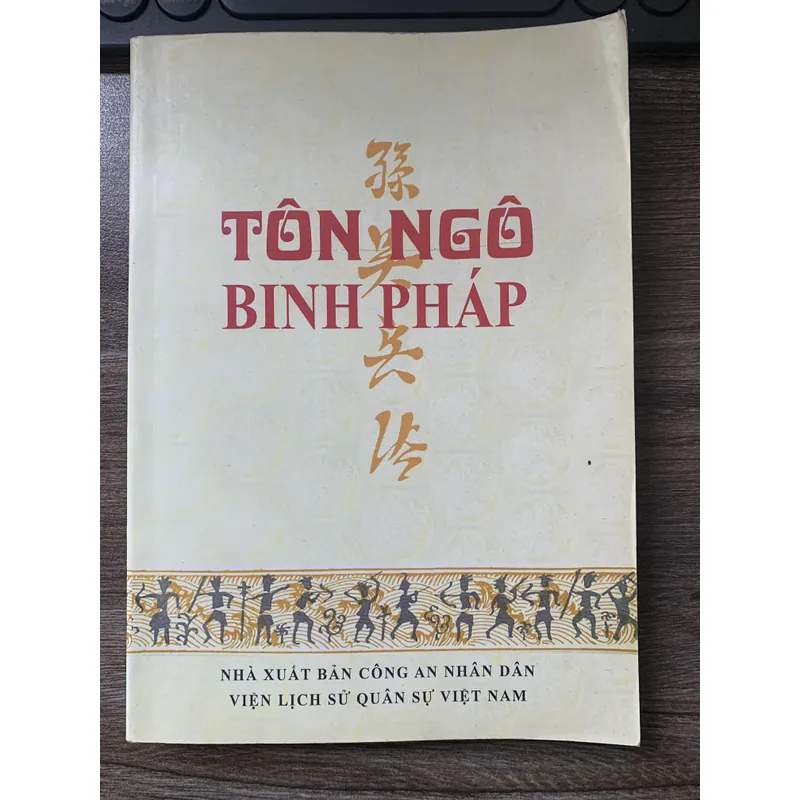 孫
TÔN NGÔ
吳
BINH PHÁP
兵
法
NHÀ XUẤT BẢN CÔNG AN NHÂN DÂN
VIỆN LỊCH SỬ QUÂN SỰ VIỆT NAM